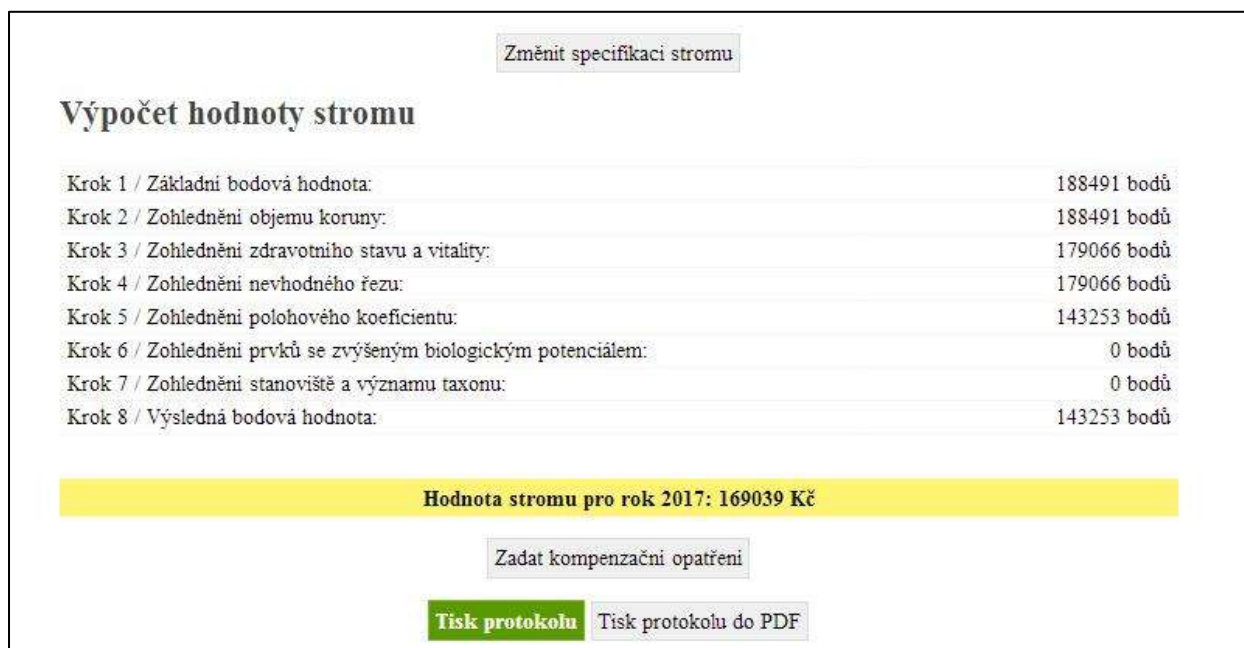 Změnit specifikaci stromu
Výpočet hodnoty stromu
Krok 1 / Základní bodová hodnota: 188491 bodů
Krok 2 / Zohlednění objemu koruny: 188491 bodů
Krok 3 / Zohlednění zdravotního stavu a vitality: 179066 bodů
Krok 4 / Zohlednění nevhodného řezu: 179066 bodů
Krok 5 / Zohlednění polohového koeficientu: 143253 bodů
Krok 6 / Zohlednění prvků se zvýšeným biologickým potenciálem: 0 bodů
Krok 7 / Zohlednění stanoviště a významu taxonu: 0 bodů
Krok 8 / Výsledná bodová hodnota: 143253 bodů
Hodnota stromu pro rok 2017: 169039 Kč
Zadat kompenzační opatření
Tisk protokolu Tisk protokolu do PDF